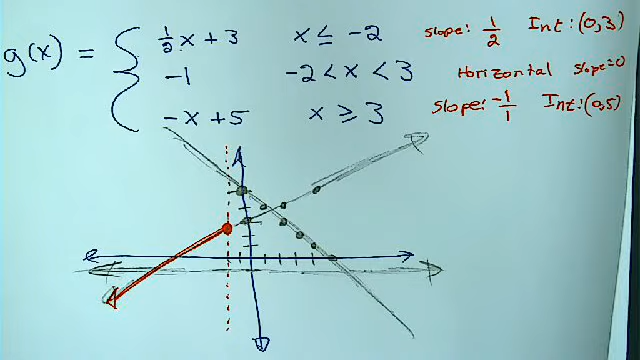 g(x) = { 1/2 x + 3 x ≤ -2 slope: 1/2 Int: (0,3)
-1 -2 < x < 3 Horizontal slope=0
-x + 5 x ≥ 3 slope: -1/1 Int: (0,5)